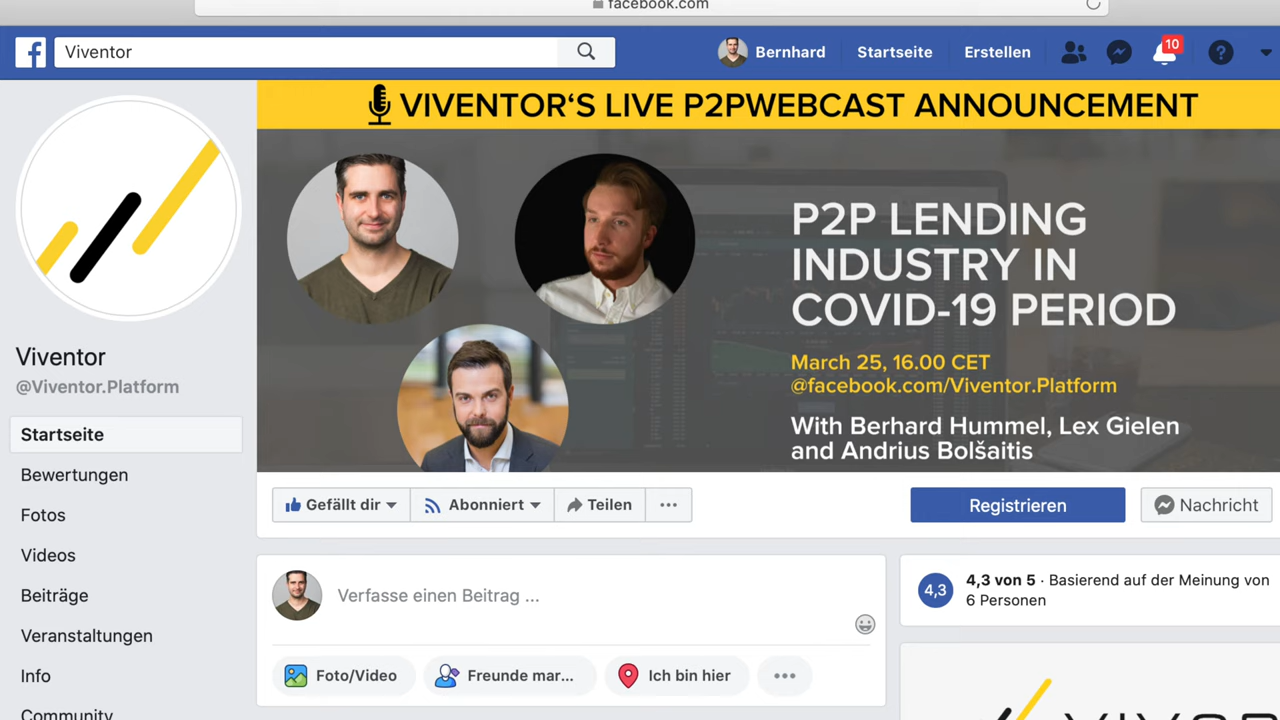 facebook.com
Viventor
Bernhard
Startseite
Erstellen
10
VIVENTOR‘S LIVE P2PWEBCAST ANNOUNCEMENT
P2P LENDING
INDUSTRY IN
COVID-19 PERIOD
March 25, 16.00 CET
@facebook.com/Viventor.Platform
With Berhard Hummel, Lex Gielen
and Andrius Bolšaitis
Viventor
@Viventor.Platform
Startseite
Bewertungen
Fotos
Videos
Beiträge
Veranstaltungen
Info
Community
Gefällt dir
Abonniert
Teilen
Registrieren
Nachricht
Verfasse einen Beitrag ...
Foto/Video
Freunde mar...
Ich bin hier
4,3
4,3 von 5 · Basierend auf der Meinung von
6 Personen